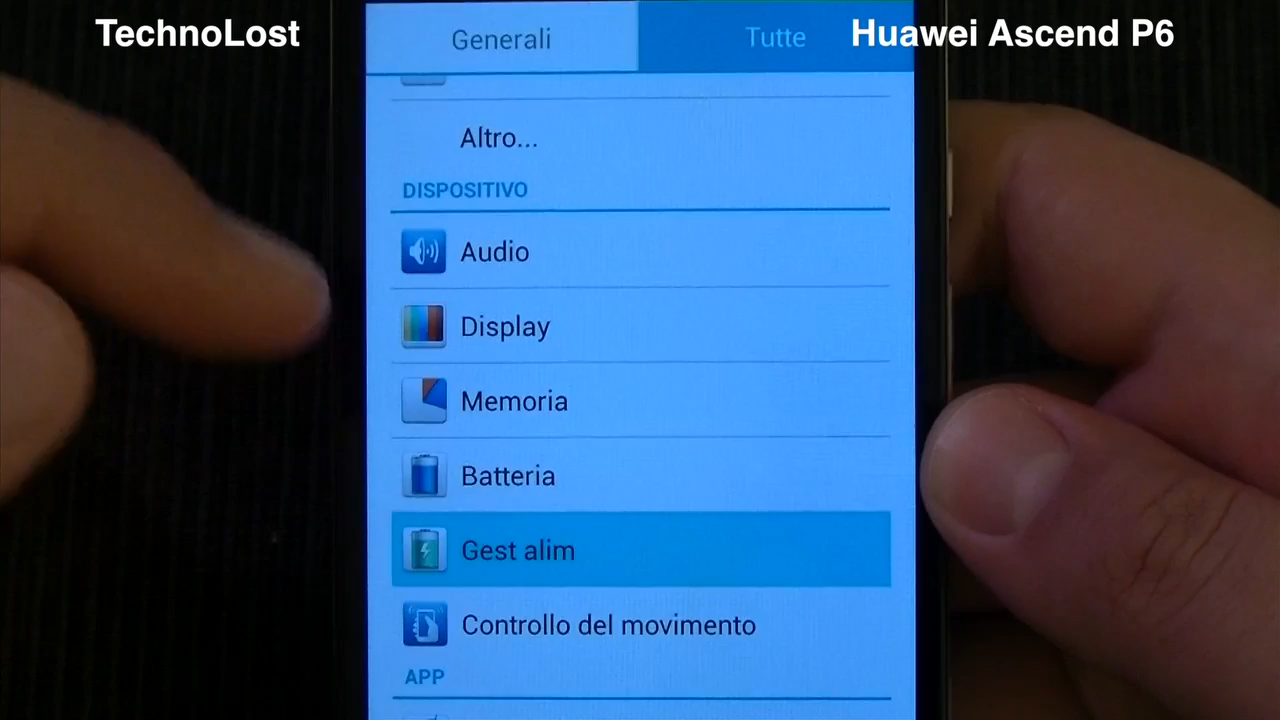 TechnoLost
Huawei Ascend P6
Generali
Tutte
Altro...
DISPOSITIVO
Audio
Display
Memoria
Batteria
Gest alim
Controllo del movimento
APP